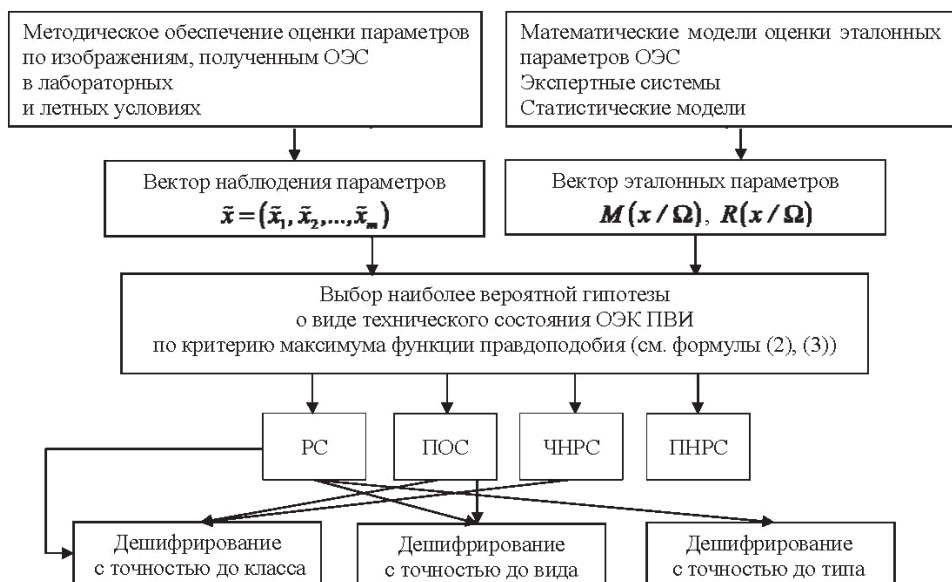 Методическое обеспечение оценки параметров
по изображениям, полученным ОЭС
в лабораторных
и летных условиях
Математические модели оценки эталонных
параметров ОЭС
Экспертные системы
Статистические модели
Вектор наблюдения параметров
x̃ = (x̃₁, x̃₂, ..., x̃ₘ)
Вектор эталонных параметров
M(x / Ω), R(x / Ω)
Выбор наиболее вероятной гипотезы
о виде технического состояния ОЭК ПВИ
по критерию максимума функции правдоподобия (см. формулы (2), (3))
РС
ПОС
ЧНРС
ПНРС
Дешифрирование
с точностью до класса
Дешифрирование
с точностью до вида
Дешифрирование
с точностью до типа